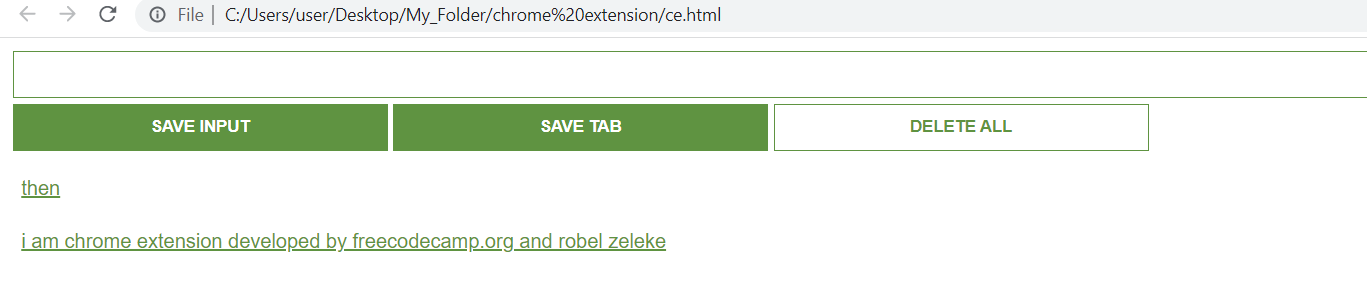 File | C:/Users/user/Desktop/My_Folder/chrome%20extension/ce.html
SAVE INPUT SAVE TAB DELETE ALL
then
i am chrome extension developed by freecodecamp.org and robel zeleke